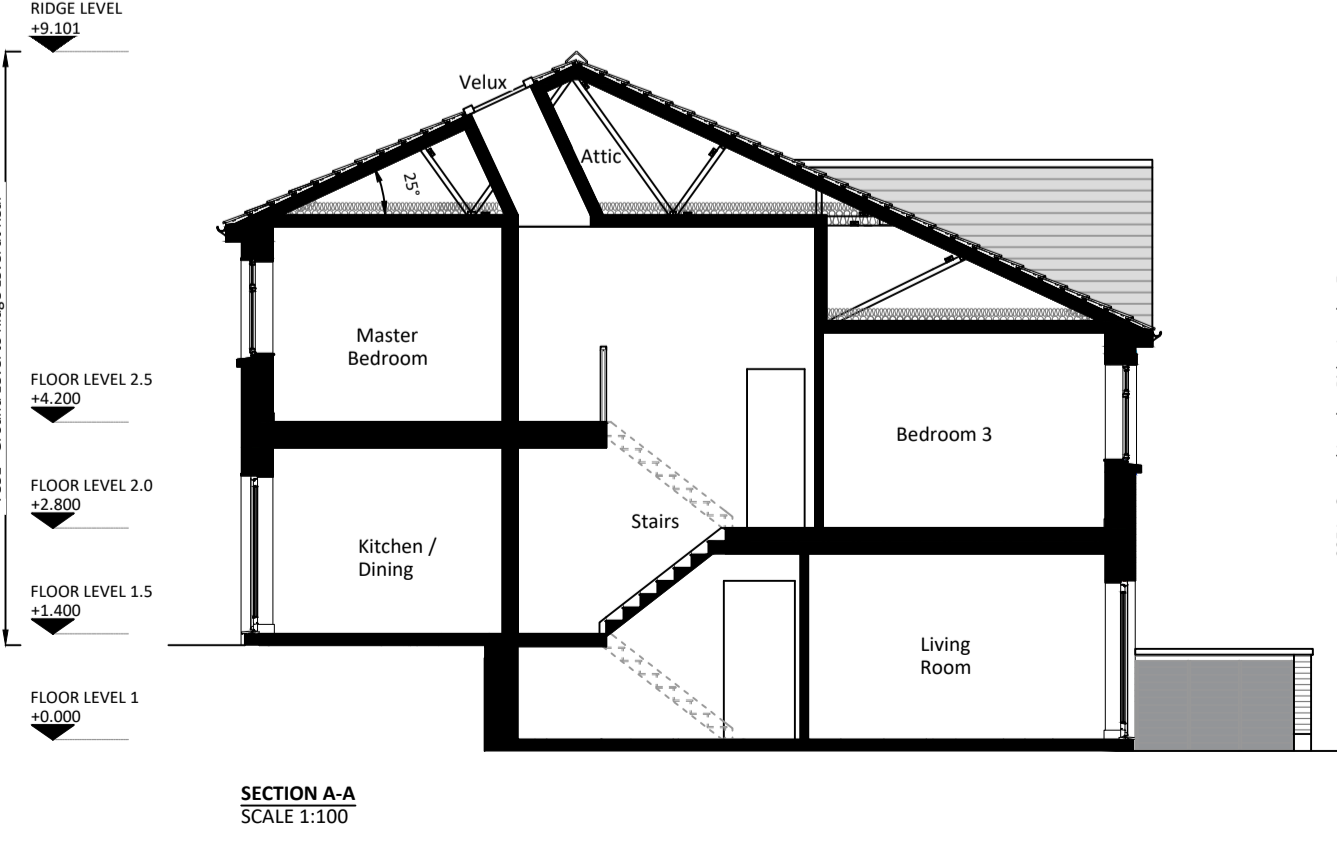 RIDGE LEVEL
+9.101
Velux
Attic
25°
Master
Bedroom
FLOOR LEVEL 2.5
+4.200
Bedroom 3
FLOOR LEVEL 2.0
+2.800
Stairs
Kitchen /
Dining
FLOOR LEVEL 1.5
+1.400
Living
Room
FLOOR LEVEL 1
+0.000
SECTION A-A
SCALE 1:100